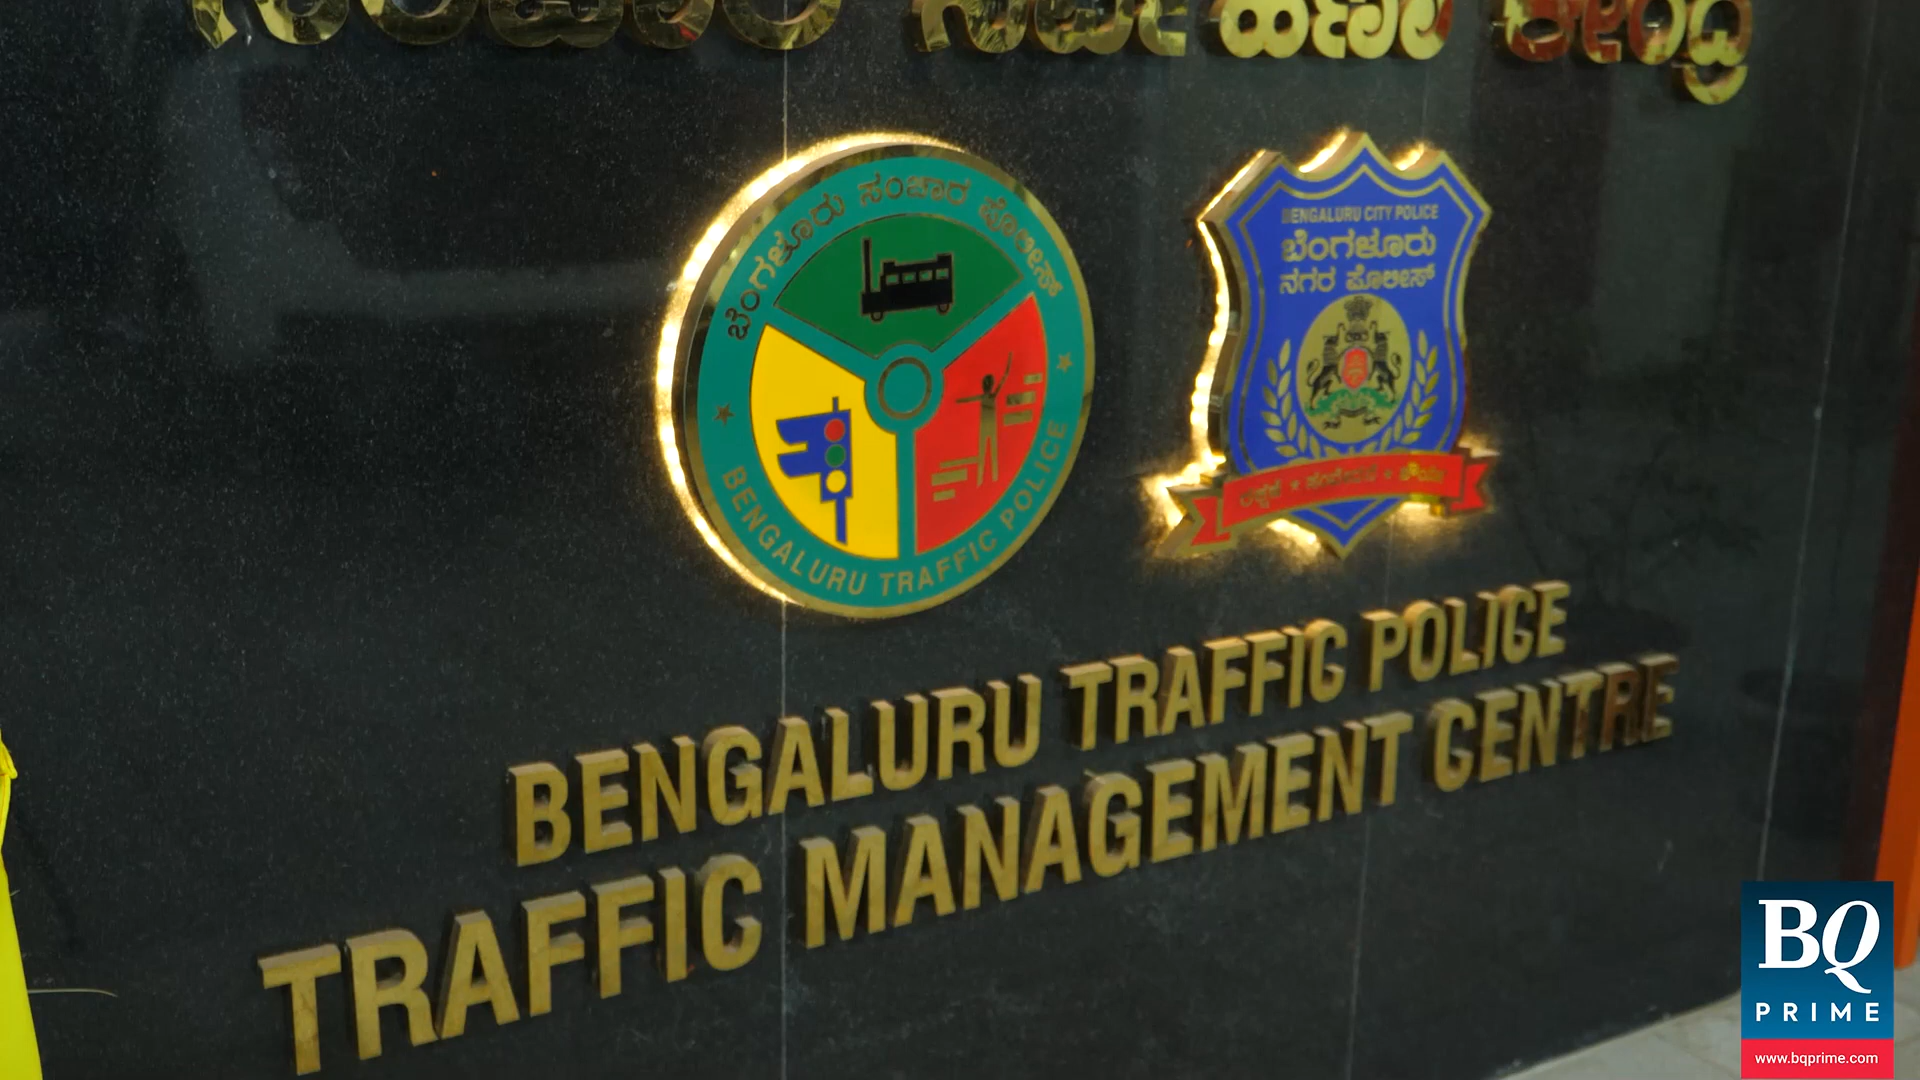 ಸಂಚಾರ ನಿರ್ವಹಣಾ ಕೇಂದ್ರ
ಬೆಂಗಳೂರು ಸಂಚಾರ ಪೊಲೀಸ್
BENGALURU TRAFFIC POLICE
BENGALURU CITY POLICE
ಬೆಂಗಳೂರು
ನಗರ ಪೊಲೀಸ್
BENGALURU TRAFFIC POLICE
TRAFFIC MANAGEMENT CENTRE
BQ
PRIME
www.bqprime.com